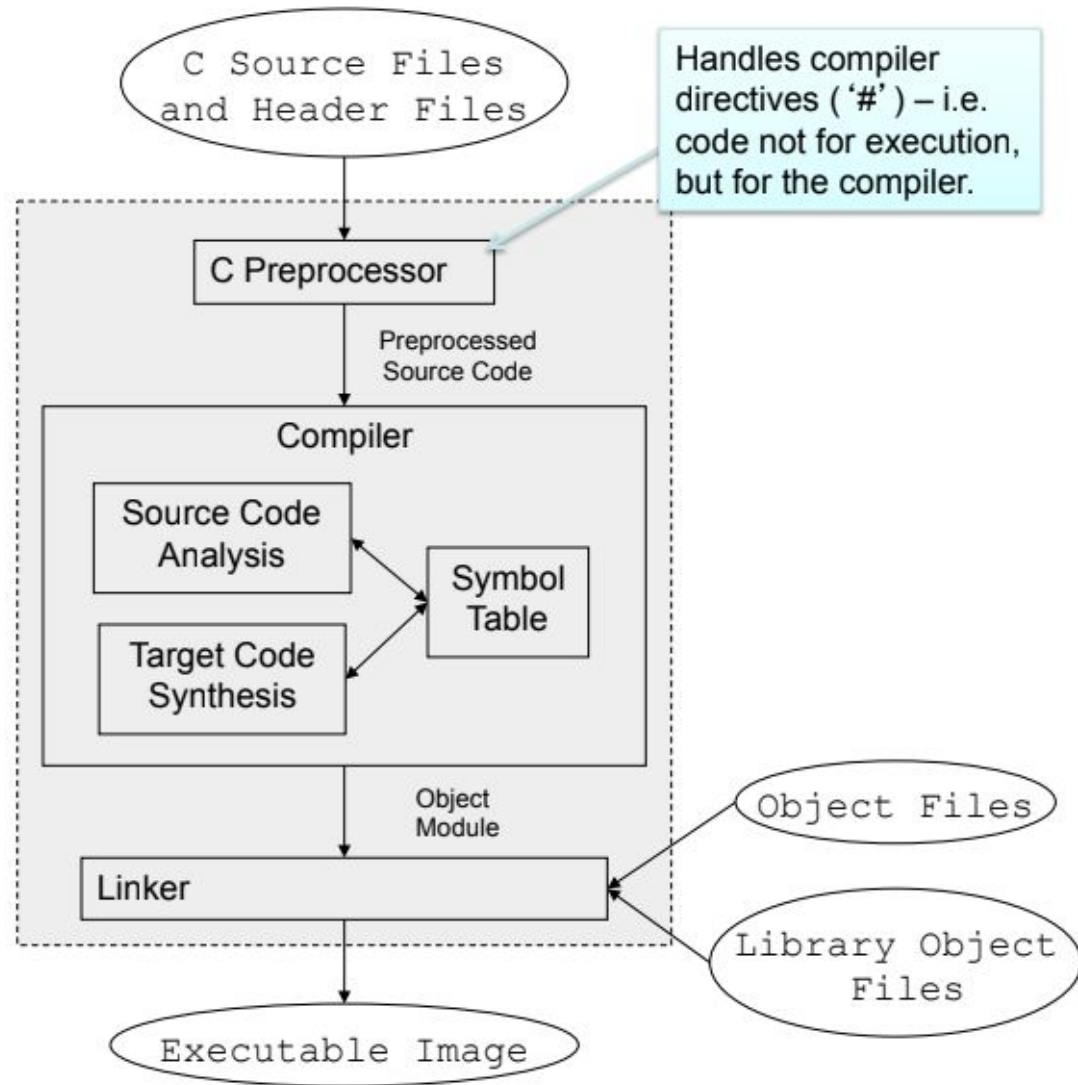 C Source Files
and Header Files
Handles compiler
directives ( ‘#’ ) – i.e.
code not for execution,
but for the compiler.
C Preprocessor
Preprocessed
Source Code
Compiler
Source Code
Analysis
Symbol
Table
Target Code
Synthesis
Object
Module
Object Files
Linker
Library Object
Files
Executable Image